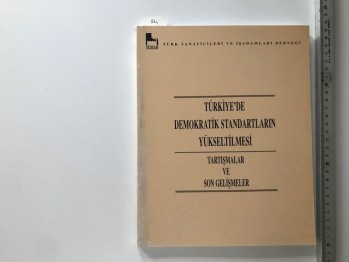 TÜRK SANAYİCİLERİ VE İŞADAMLARI DERNEĞİ
TÜRKİYE'DE
DEMOKRATİK STANDARTLARIN
YÜKSELTİLMESİ
TARTIŞMALAR
VE
SON GELİŞMELER